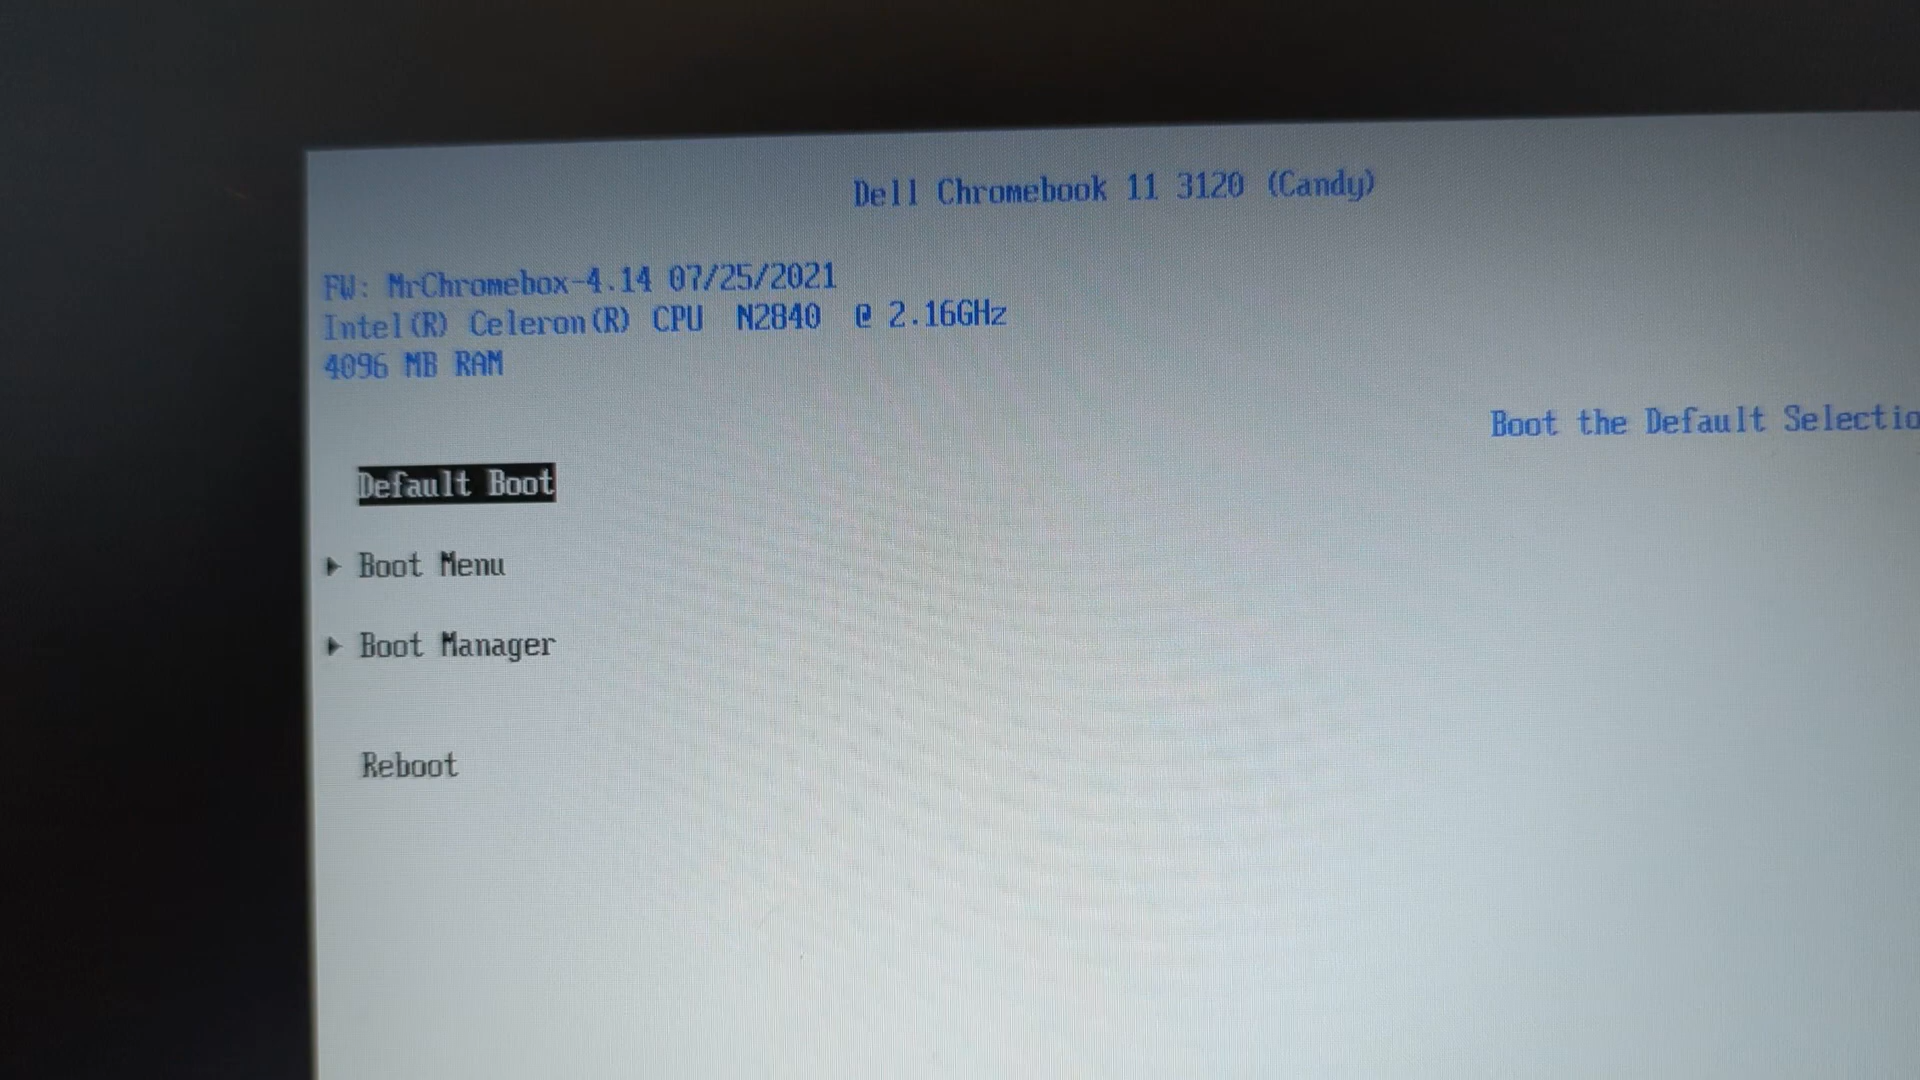 Dell Chromebook 11 3120 (Candy)
FW: MrChromebox-4.14 07/25/2021
Intel(R) Celeron(R) CPU  N2840  @ 2.16GHz
4096 MB RAM
Boot the Default Selectio
Default Boot
Boot Menu
Boot Manager
Reboot